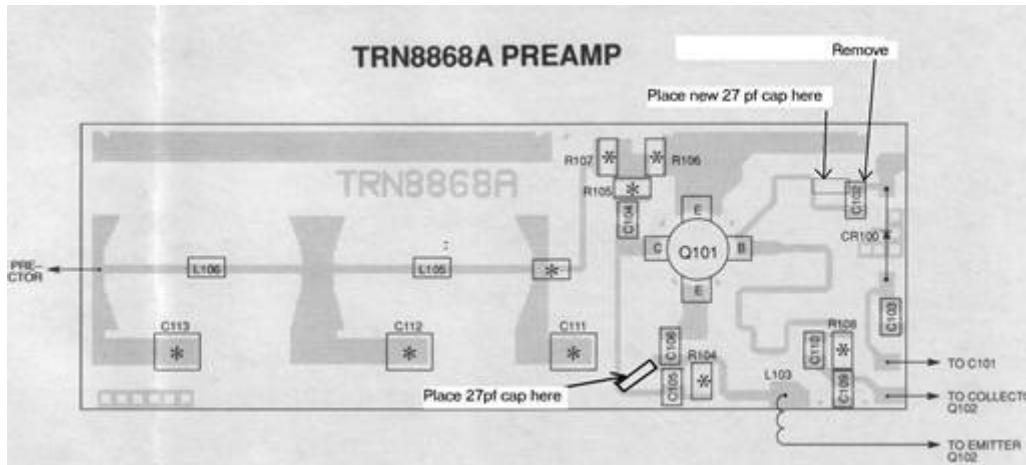 TRN8868A PREAMP
Remove
Place new 27 pf cap here
R107
R106
TRN8868A
R105
C104
E
C102
C
Q101
B
CR100
PRE-
CTOR
L106
L105
E
C103
C113
C112
C111
C106
R104
C110
R108
TO C101
L103
Place 27pf cap here
C105
C109
TO COLLECTO
Q102
TO EMITTER
Q102